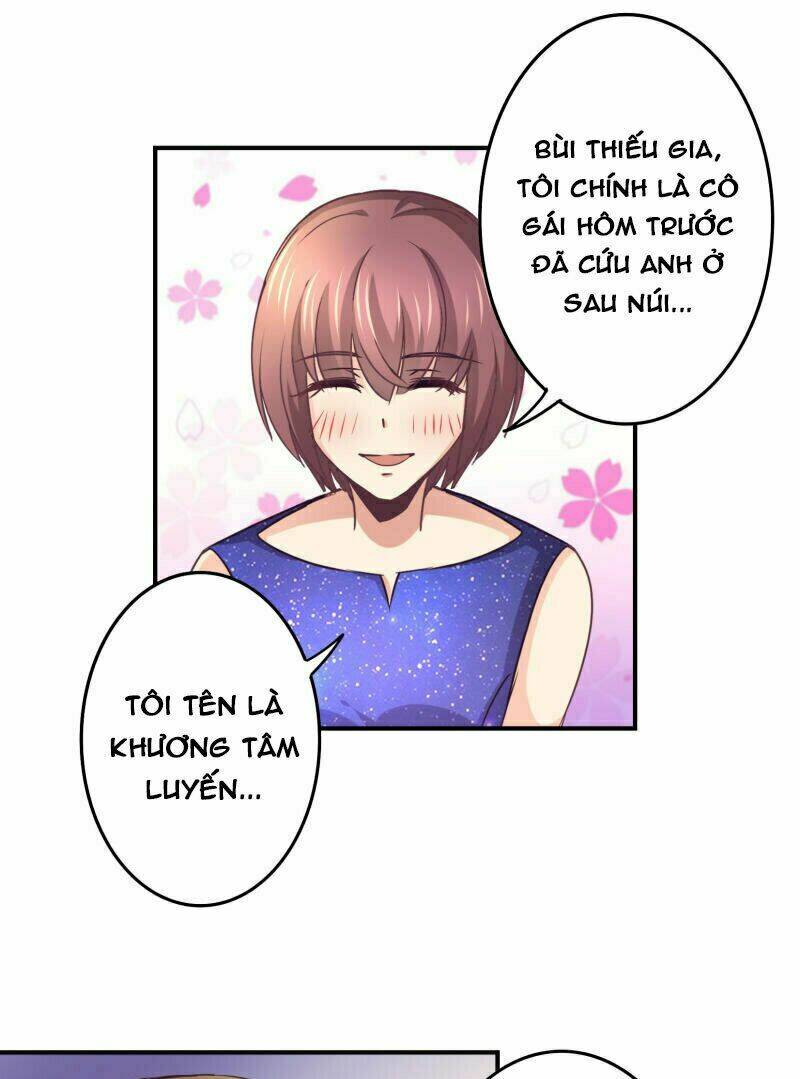 BÙI THIẾU GIA,
TÔI CHÍNH LÀ CÔ
GÁI HÔM TRƯỚC
ĐÃ CỨU ANH Ở
SAU NÚI...
TÔI TÊN LÀ
KHƯƠNG TÂM
LUYẾN...